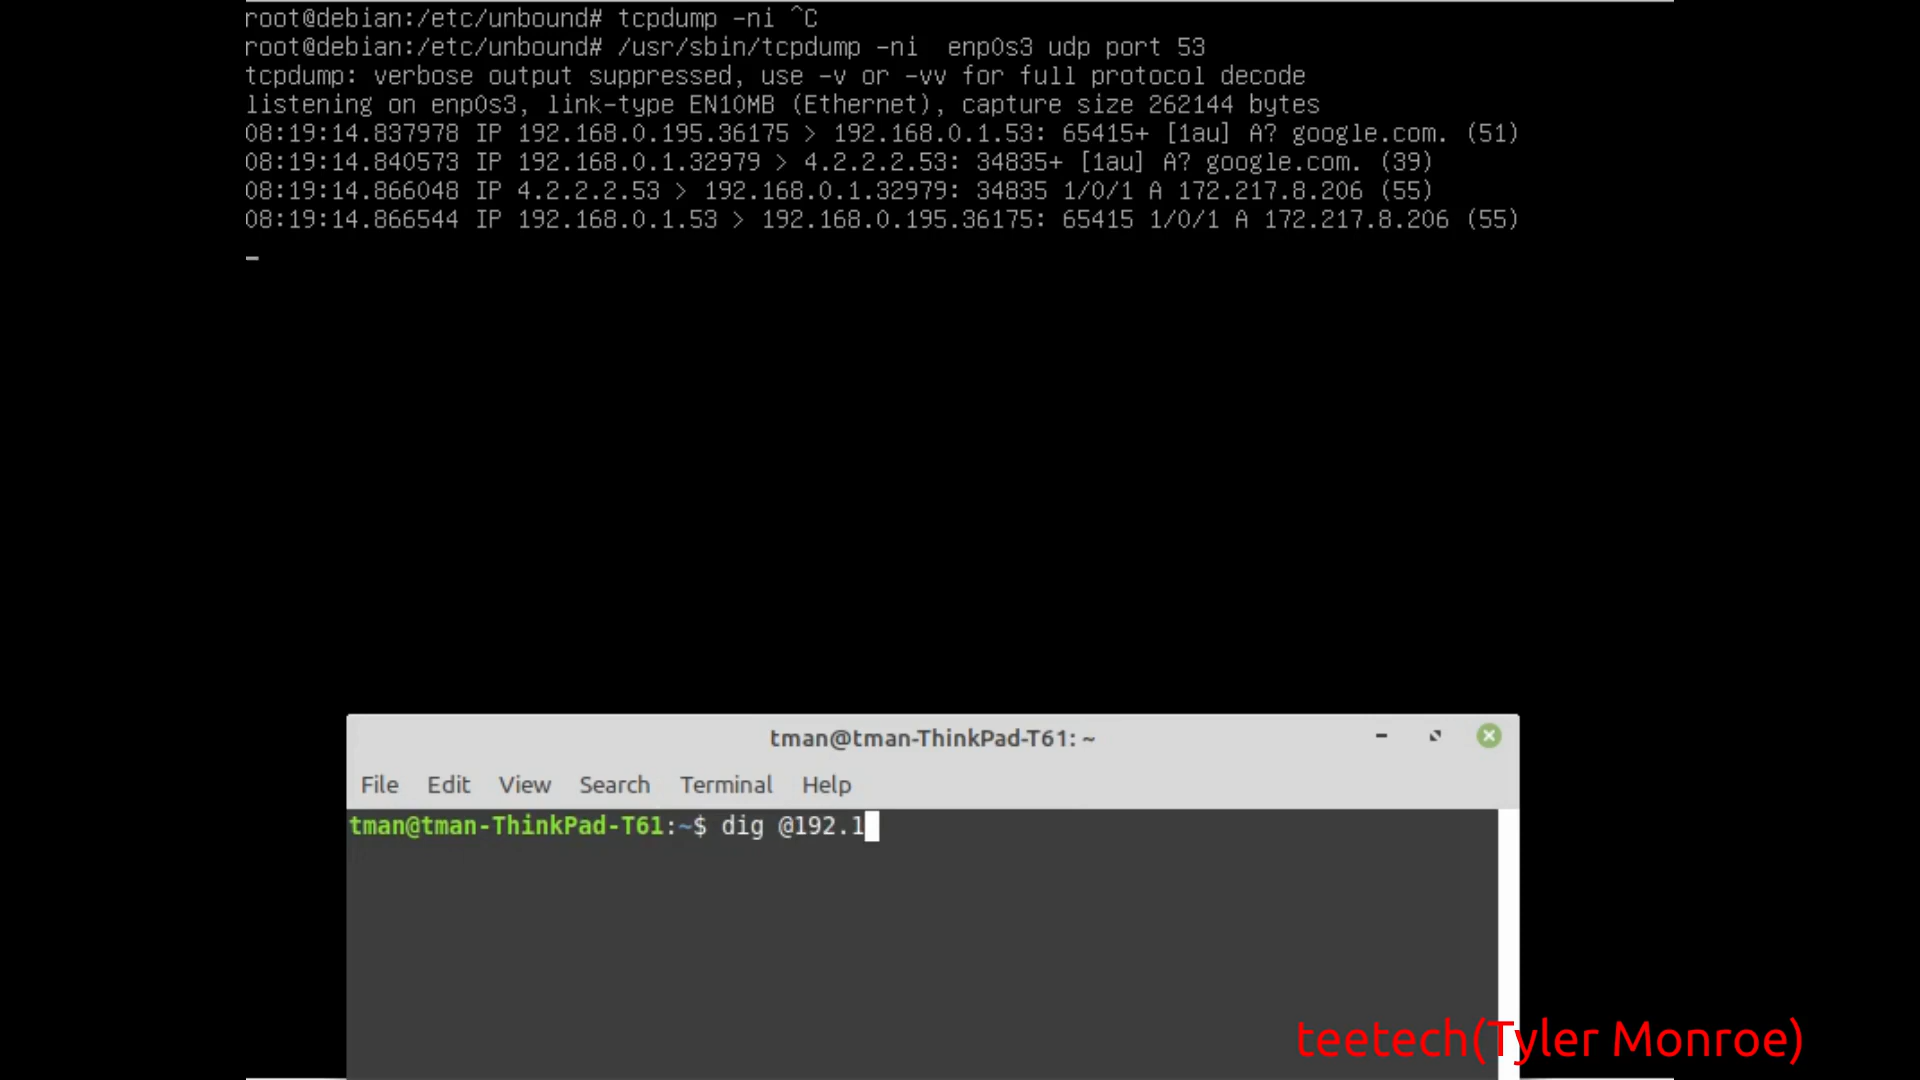 root@debian:/etc/unbound# tcpdump -ni ^C
root@debian:/etc/unbound# /usr/sbin/tcpdump -ni  enp0s3 udp port 53
tcpdump: verbose output suppressed, use -v or -vv for full protocol decode
listening on enp0s3, link-type EN10MB (Ethernet), capture size 262144 bytes
08:19:14.837978 IP 192.168.0.195.36175 > 192.168.0.1.53: 65415+ [1au] A? google.com. (51)
08:19:14.840573 IP 192.168.0.1.32979 > 4.2.2.2.53: 34835+ [1au] A? google.com. (39)
08:19:14.866048 IP 4.2.2.2.53 > 192.168.0.1.32979: 34835 1/0/1 A 172.217.8.206 (55)
08:19:14.866544 IP 192.168.0.1.53 > 192.168.0.195.36175: 65415 1/0/1 A 172.217.8.206 (55)
tman@tman-ThinkPad-T61: ~
File Edit View Search Terminal Help
tman@tman-ThinkPad-T61:~$ dig @192.1
teetech(Tyler Monroe)